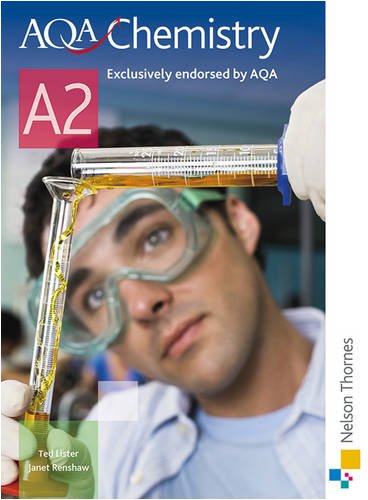 AQA Chemistry
Exclusively endorsed by AQA
A2
Ted Lister
Janet Renshaw
Nelson Thornes